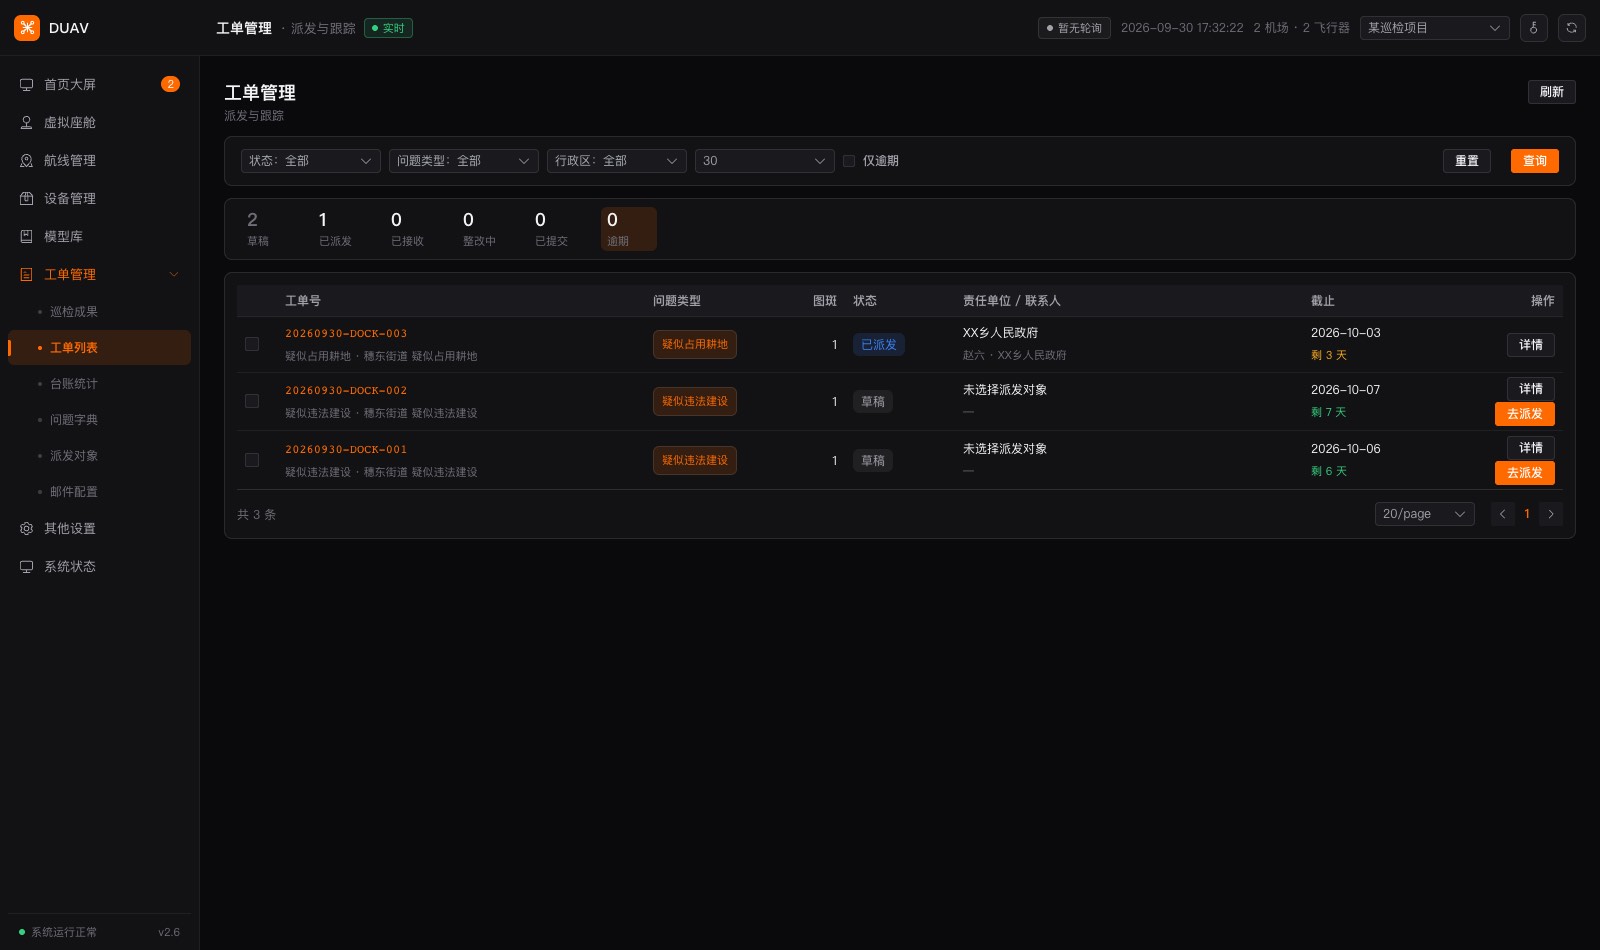 DUAV
工单管理 · 派发与跟踪 实时
暂无轮询 2026-09-30 17:32:22 2 机场 · 2 飞行器 某巡检项目
首页大屏 2
虚拟座舱
航线管理
设备管理
模型库
工单管理
巡检成果
工单列表
台账统计
问题字典
派发对象
邮件配置
其他设置
系统状态
系统运行正常 v2.6
工单管理
派发与跟踪
刷新
状态：全部 问题类型：全部 行政区：全部 30 仅逾期 重置 查询
2 1 0 0 0 0
草稿 已派发 已接收 整改中 已提交 逾期
工单号 问题类型 图斑 状态 责任单位 / 联系人 截止 操作
20260930-DOCK-003 疑似占用耕地 1 已派发 XX乡人民政府 2026-10-03 详情
疑似占用耕地 · 穗东街道 疑似占用耕地 赵六 · XX乡人民政府 剩 3 天
20260930-DOCK-002 疑似违法建设 1 草稿 未选择派发对象 2026-10-07 详情
疑似违法建设 · 穗东街道 疑似违法建设 — 剩 7 天 去派发
20260930-DOCK-001 疑似违法建设 1 草稿 未选择派发对象 2026-10-06 详情
疑似违法建设 · 穗东街道 疑似违法建设 — 剩 6 天 去派发
共 3 条 20/page 1